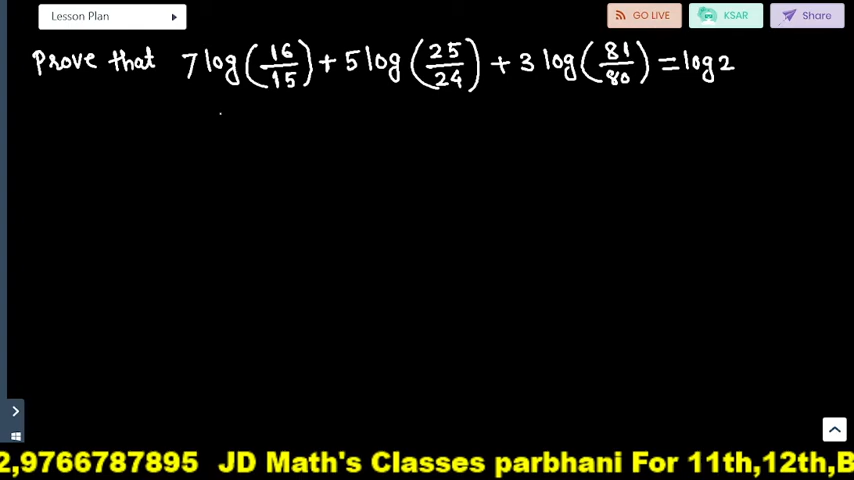 Lesson Plan
GO LIVE
KSAR
Share
Prove that 7 log(16/15) + 5 log(25/24) + 3 log(81/80) = log 2
2,9766787895 JD Math's Classes parbhani For 11th,12th,B